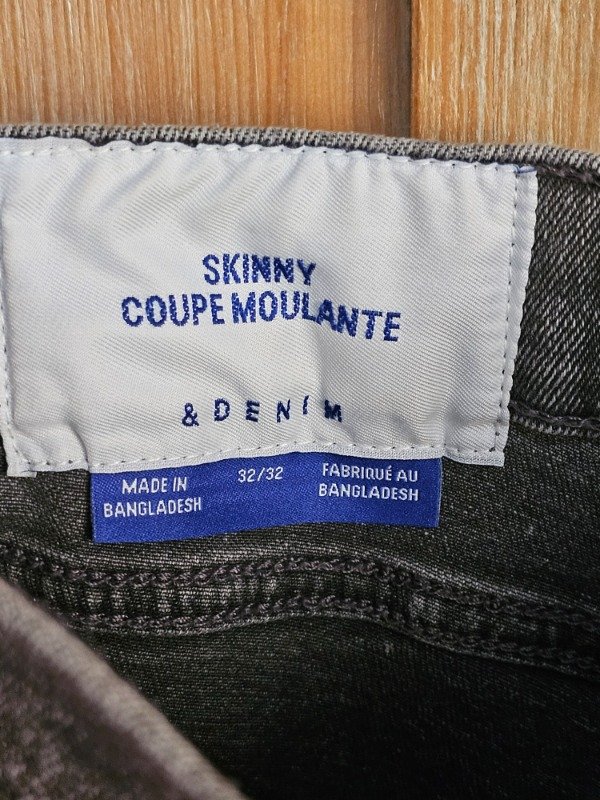 SKINNY
COUPE MOULANTE
& DENIM
MADE IN
BANGLADESH
32/32
FABRIQUÉ AU
BANGLADESH